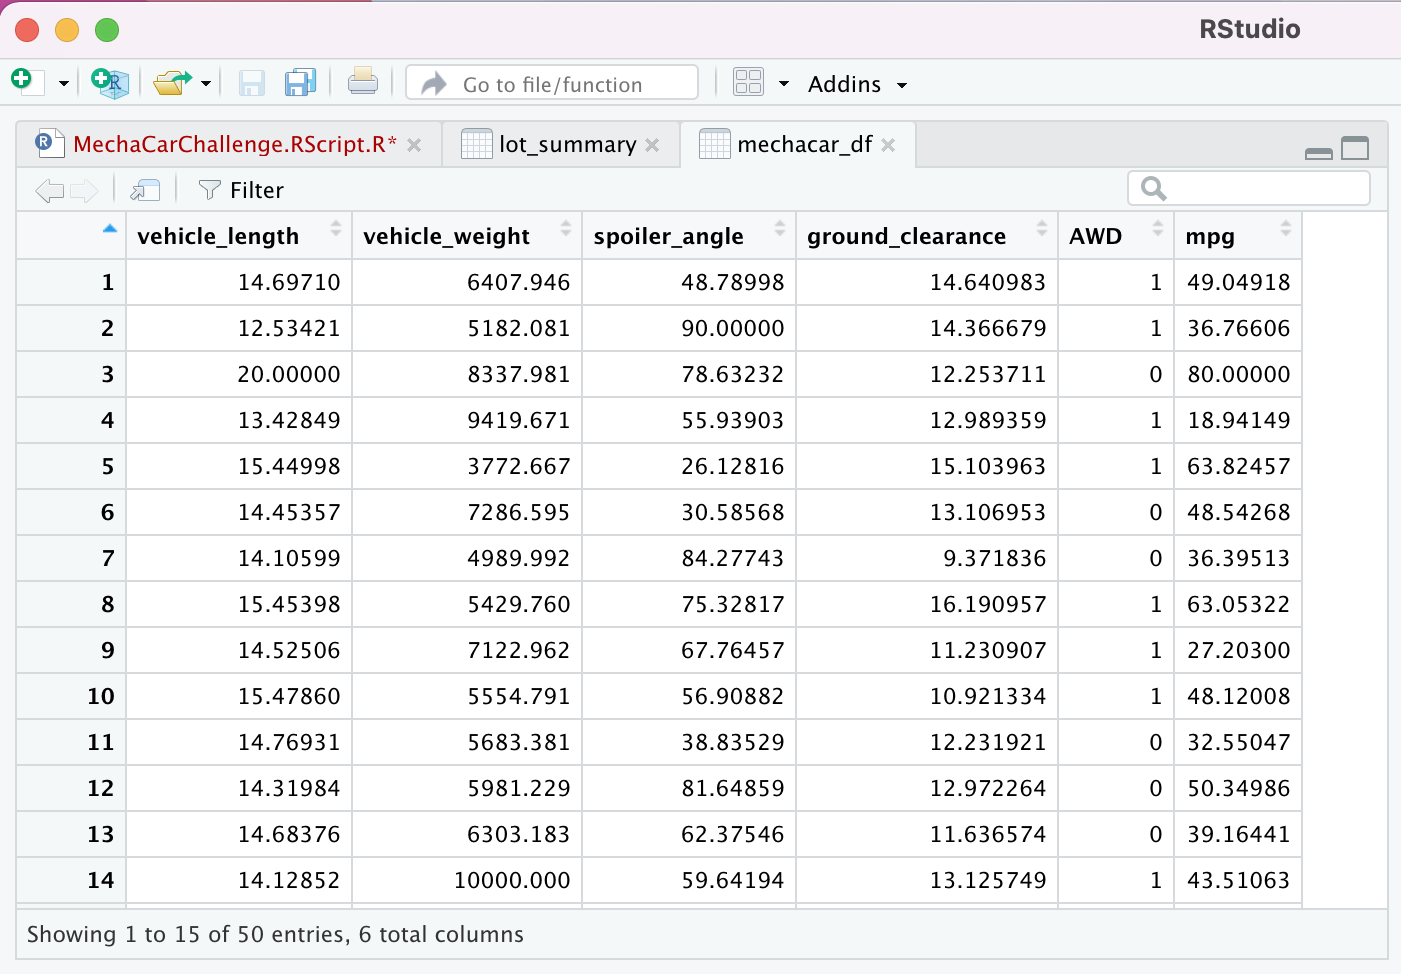 RStudio
Go to file/function Addins
MechaCarChallenge.RScript.R* lot_summary mechacar_df
Filter
vehicle_length vehicle_weight spoiler_angle ground_clearance AWD mpg
1 14.69710 6407.946 48.78998 14.640983 1 49.04918
2 12.53421 5182.081 90.00000 14.366679 1 36.76606
3 20.00000 8337.981 78.63232 12.253711 0 80.00000
4 13.42849 9419.671 55.93903 12.989359 1 18.94149
5 15.44998 3772.667 26.12816 15.103963 1 63.82457
6 14.45357 7286.595 30.58568 13.106953 0 48.54268
7 14.10599 4989.992 84.27743 9.371836 0 36.39513
8 15.45398 5429.760 75.32817 16.190957 1 63.05322
9 14.52506 7122.962 67.76457 11.230907 1 27.20300
10 15.47860 5554.791 56.90882 10.921334 1 48.12008
11 14.76931 5683.381 38.83529 12.231921 0 32.55047
12 14.31984 5981.229 81.64859 12.972264 0 50.34986
13 14.68376 6303.183 62.37546 11.636574 0 39.16441
14 14.12852 10000.000 59.64194 13.125749 1 43.51063
Showing 1 to 15 of 50 entries, 6 total columns